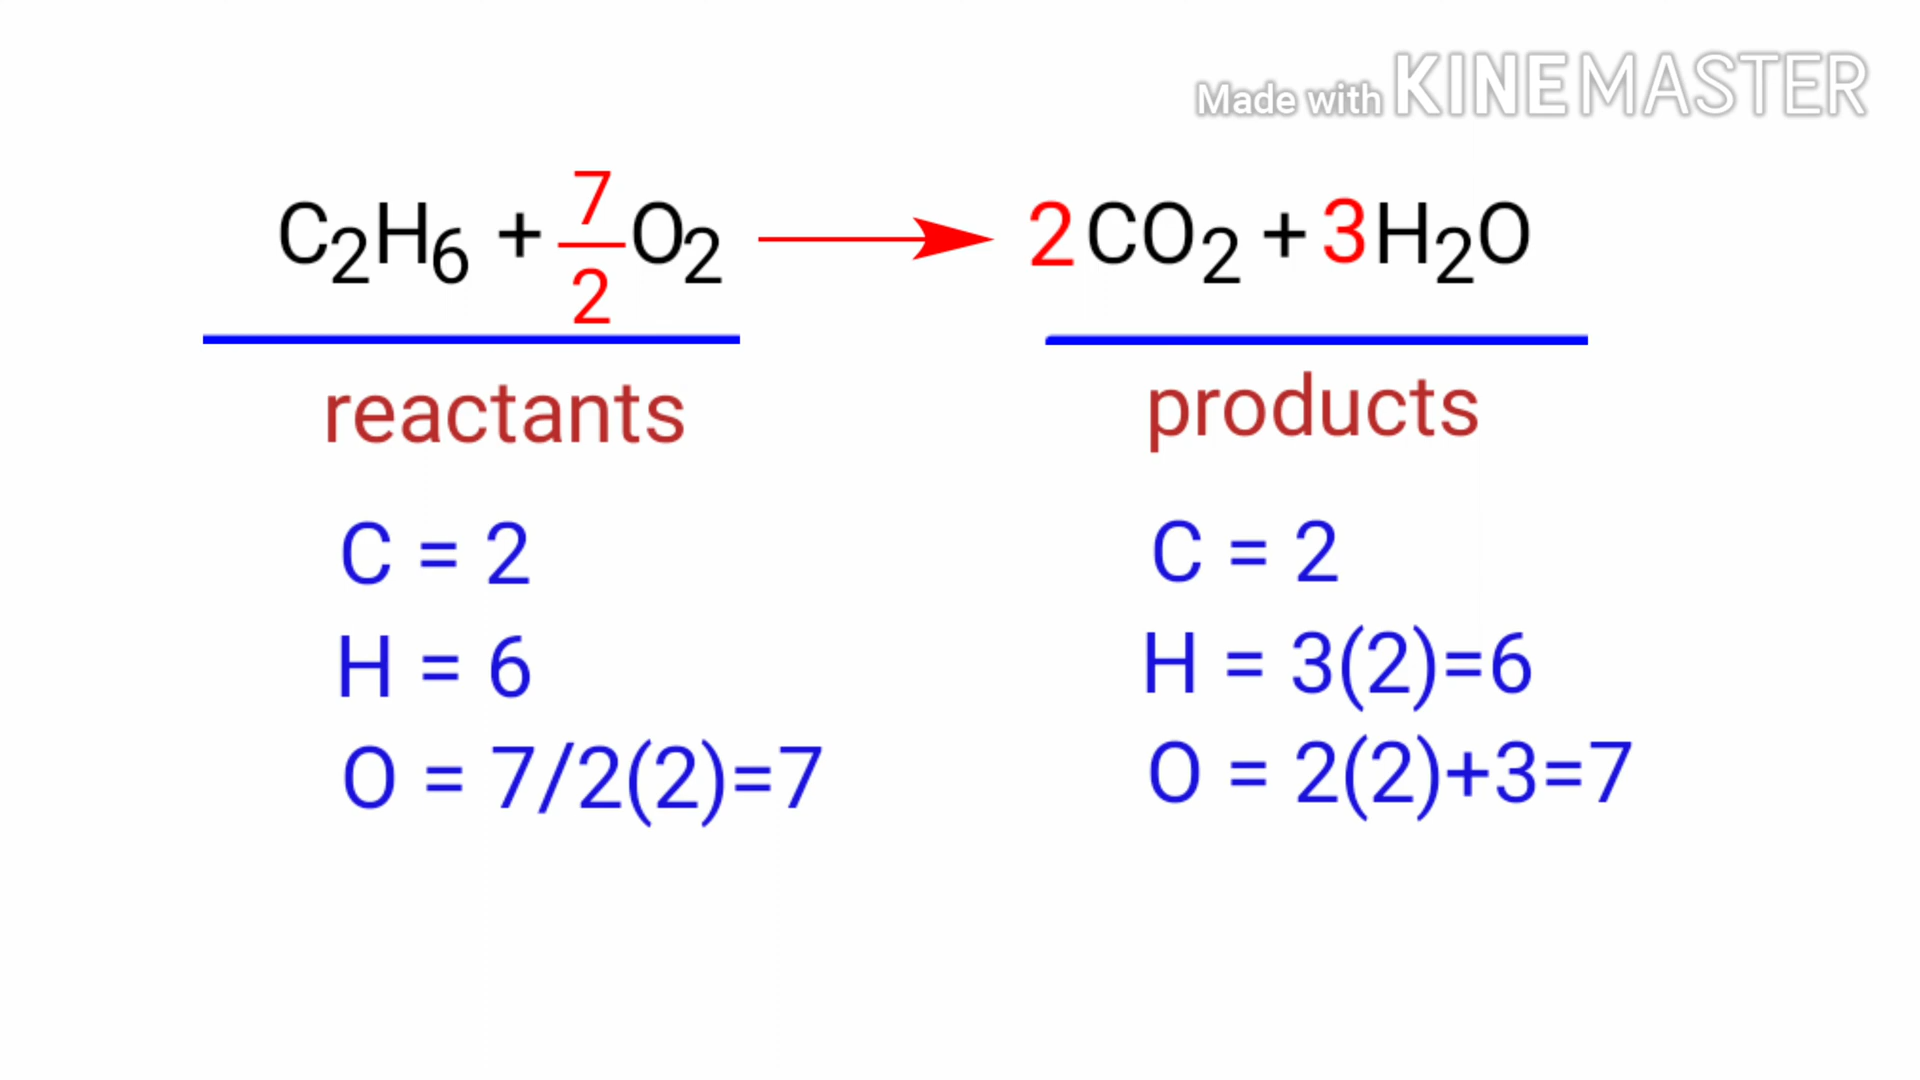 Made with KINEMASTER
C₂H₆ + 7/2 O₂ → 2CO₂ + 3H₂O
reactants products
C = 2 C = 2
H = 6 H = 3(2)=6
O = 7/2(2)=7 O = 2(2)+3=7